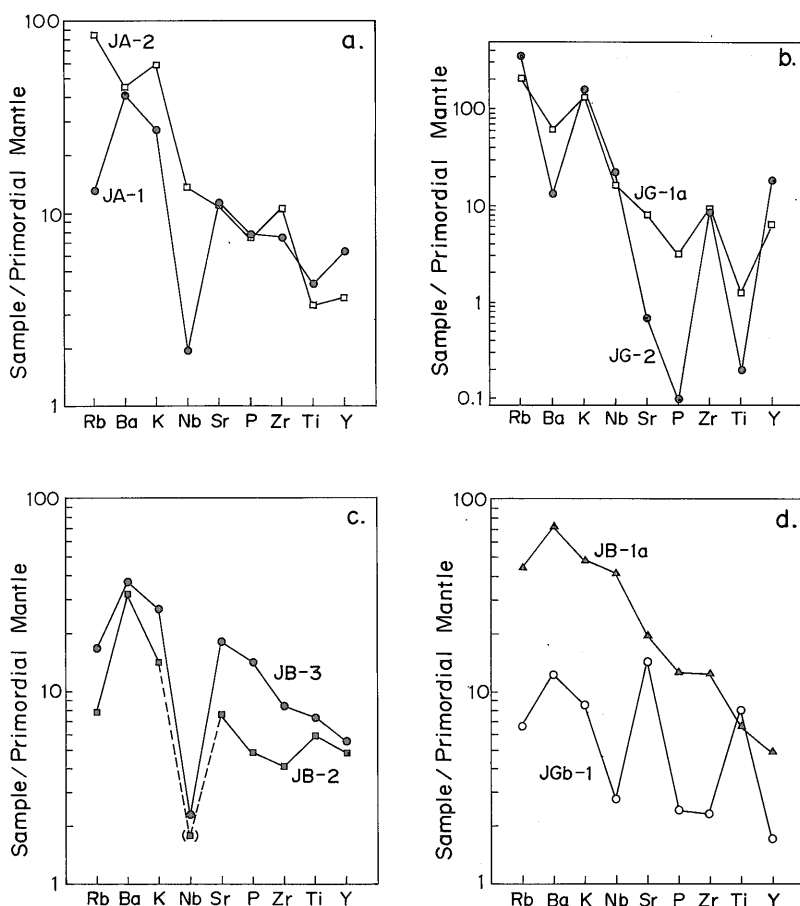 a.
Sample/Primordial Mantle
100
10
1
JA-2
JA-1
Rb Ba K Nb Sr P Zr Ti Y
b.
Sample/Primordial Mantle
100
10
1
0.1
JG-1a
JG-2
Rb Ba K Nb Sr P Zr Ti Y
c.
Sample/Primordial Mantle
100
10
1
JB-3
JB-2
( )
Rb Ba K Nb Sr P Zr Ti Y
d.
Sample/Primordial Mantle
100
10
1
JB-1a
JGb-1
Rb Ba K Nb Sr P Zr Ti Y